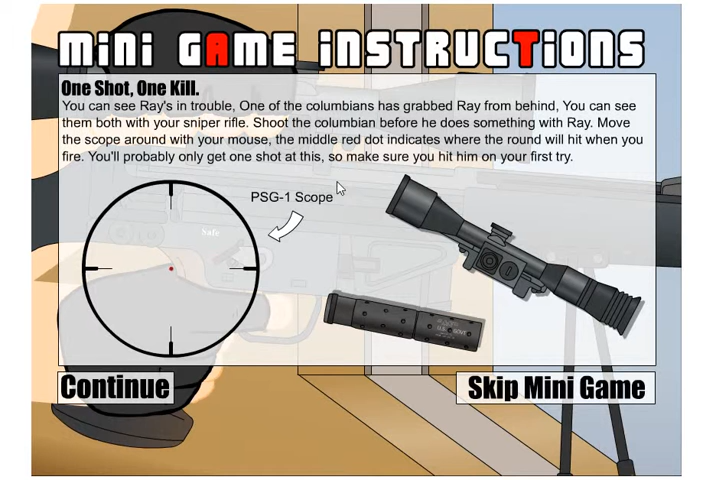 MINI GAME INSTRUCTIONS
One Shot, One Kill.
You can see Ray's in trouble, One of the columbians has grabbed Ray from behind, You can see
them both with your sniper rifle. Shoot the columbian before he does something with Ray. Move
the scope around with your mouse, the middle red dot indicates where the round will hit when you
fire. You'll probably only get one shot at this, so make sure you hit him on your first try.
PSG-1 Scope
Safe
U.S. GOVT
Continue
Skip Mini Game